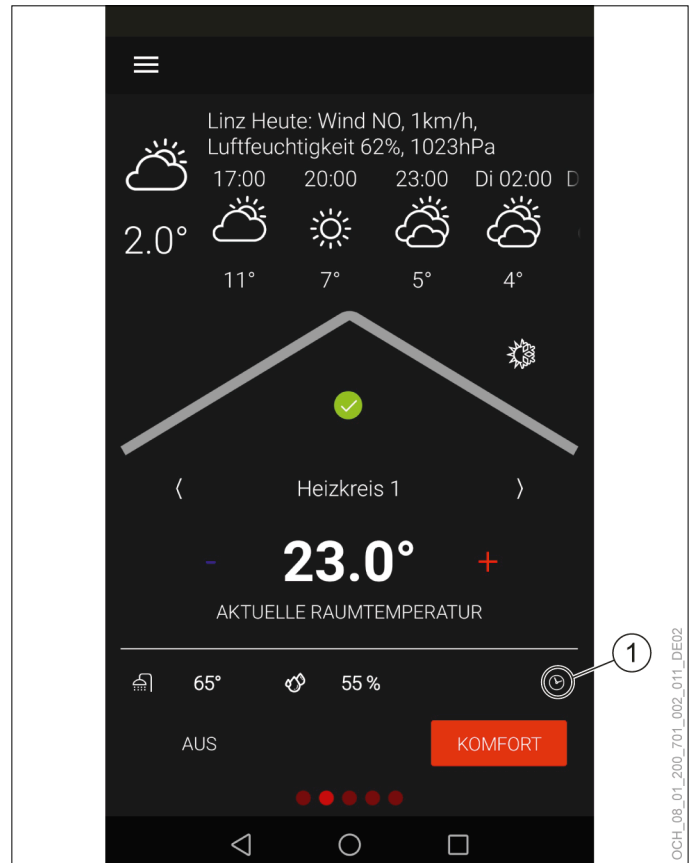 Linz Heute: Wind NO, 1km/h,
Luftfeuchtigkeit 62%, 1023hPa
17:00 20:00 23:00 Di 02:00 D
2.0°
11° 7° 5° 4°
Heizkreis 1
- 23.0° +
AKTUELLE RAUMTEMPERATUR
1
65° 55 %
AUS KOMFORT
OCH_08_01_200_701_002_011_DE02